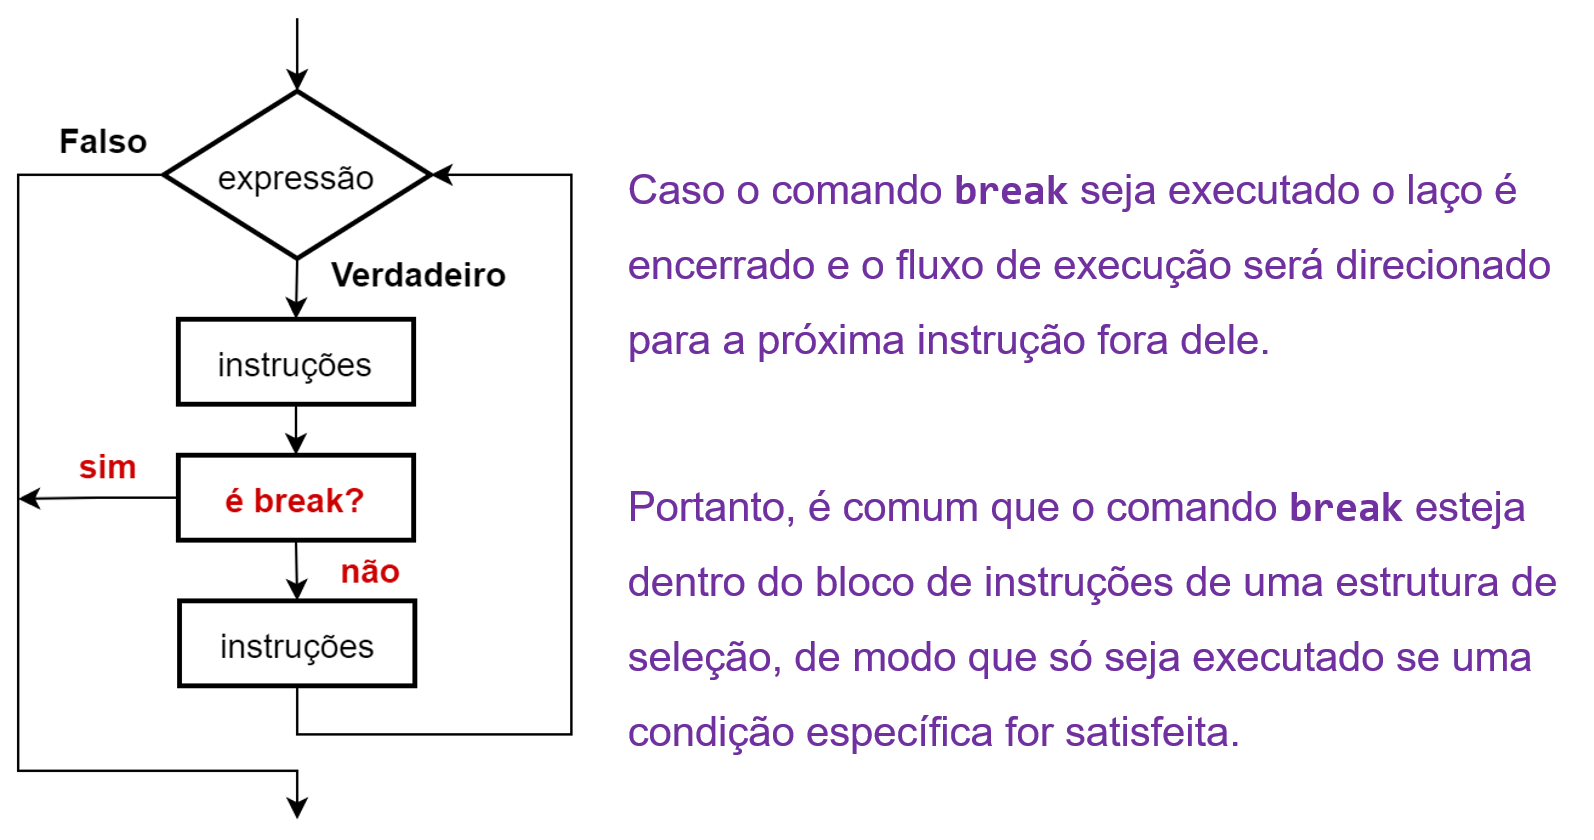 Falso
expressão
Verdadeiro
instruções
sim
é break?
não
instruções
Caso o comando break seja executado o laço é
encerrado e o fluxo de execução será direcionado
para a próxima instrução fora dele.
Portanto, é comum que o comando break esteja
dentro do bloco de instruções de uma estrutura de
seleção, de modo que só seja executado se uma
condição específica for satisfeita.